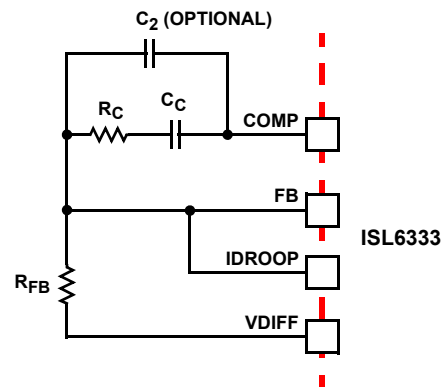 C2 (OPTIONAL)
RC
CC
COMP
FB
ISL6333
IDROOP
RFB
VDIFF